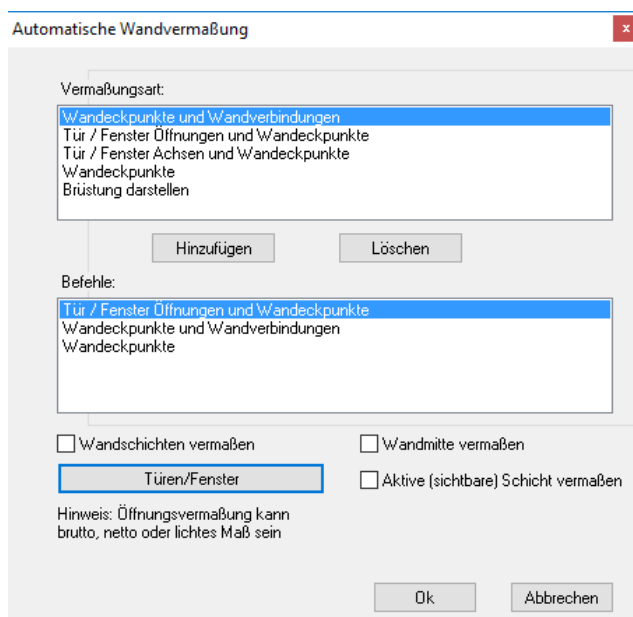 Automatische Wandvermaßung
x
Vermaßungsart:
Wandeckpunkte und Wandverbindungen
Tür / Fenster Öffnungen und Wandeckpunkte
Tür / Fenster Achsen und Wandeckpunkte
Wandeckpunkte
Brüstung darstellen
Hinzufügen Löschen
Befehle:
Tür / Fenster Öffnungen und Wandeckpunkte
Wandeckpunkte und Wandverbindungen
Wandeckpunkte
Wandschichten vermaßen Wandmitte vermaßen
Türen/Fenster Aktive (sichtbare) Schicht vermaßen
Hinweis: Öffnungsvermaßung kann
brutto, netto oder lichtes Maß sein
Ok Abbrechen